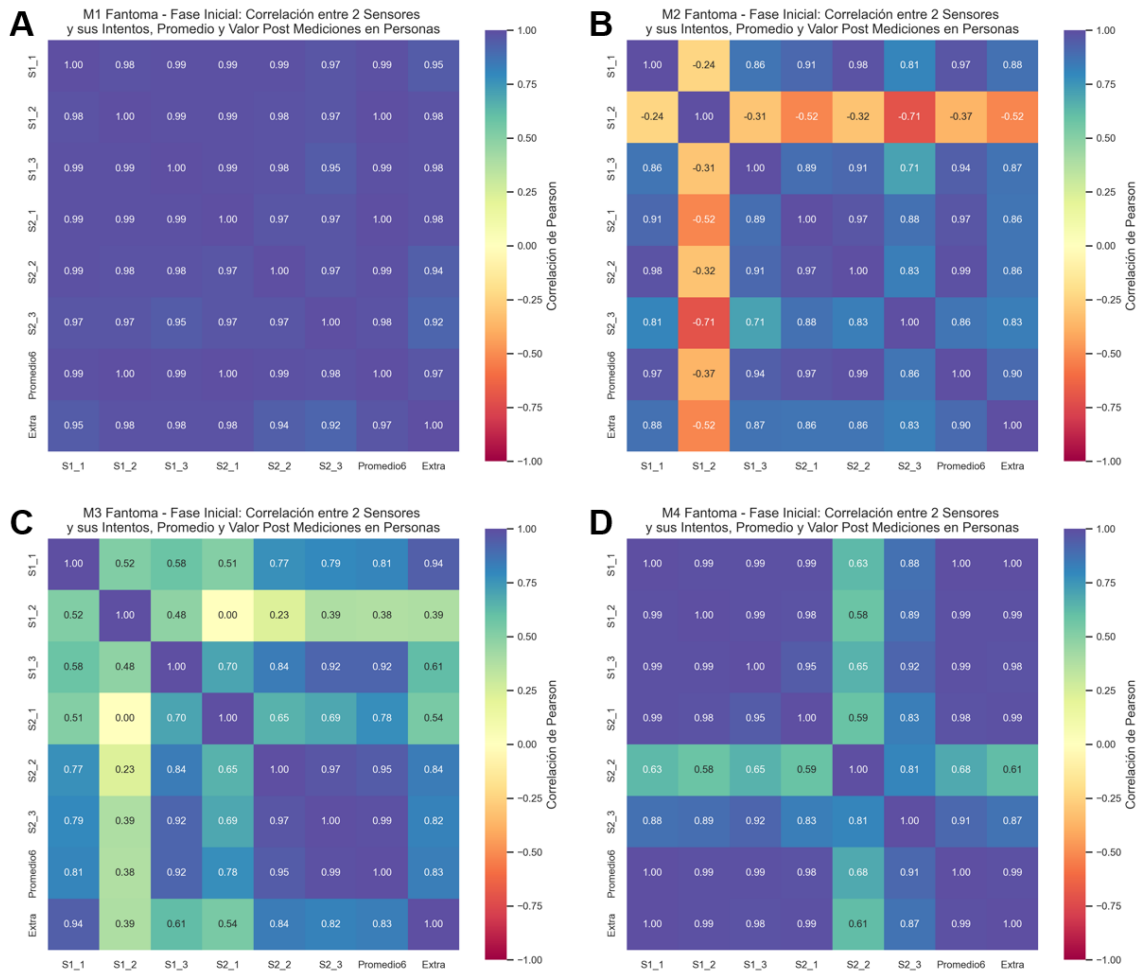 A
M1 Fantoma - Fase Inicial: Correlación entre 2 Sensores
y sus Intentos, Promedio y Valor Post Mediciones en Personas
S1_1 1.00 0.98 0.99 0.99 0.99 0.97 0.99 0.95
S1_2 0.98 1.00 0.99 0.99 0.98 0.97 1.00 0.98
S1_3 0.99 0.99 1.00 0.99 0.98 0.95 0.99 0.98
S2_1 0.99 0.99 0.99 1.00 0.97 0.97 1.00 0.98
S2_2 0.99 0.98 0.98 0.97 1.00 0.97 0.99 0.94
S2_3 0.97 0.97 0.95 0.97 0.97 1.00 0.98 0.92
Promedio6 0.99 1.00 0.99 1.00 0.99 0.98 1.00 0.97
Extra 0.95 0.98 0.98 0.98 0.94 0.92 0.97 1.00
S1_1 S1_2 S1_3 S2_1 S2_2 S2_3 Promedio6 Extra
1.00
0.75
0.50
0.25
0.00
−0.25
−0.50
−0.75
−1.00
Correlación de Pearson
B
M2 Fantoma - Fase Inicial: Correlación entre 2 Sensores
y sus Intentos, Promedio y Valor Post Mediciones en Personas
S1_1 1.00 -0.24 0.86 0.91 0.98 0.81 0.97 0.88
S1_2 -0.24 1.00 -0.31 -0.52 -0.32 -0.71 -0.37 -0.52
S1_3 0.86 -0.31 1.00 0.89 0.91 0.71 0.94 0.87
S2_1 0.91 -0.52 0.89 1.00 0.97 0.88 0.97 0.86
S2_2 0.98 -0.32 0.91 0.97 1.00 0.83 0.99 0.86
S2_3 0.81 -0.71 0.71 0.88 0.83 1.00 0.86 0.83
Promedio6 0.97 -0.37 0.94 0.97 0.99 0.86 1.00 0.90
Extra 0.88 -0.52 0.87 0.86 0.86 0.83 0.90 1.00
S1_1 S1_2 S1_3 S2_1 S2_2 S2_3 Promedio6 Extra
1.00
0.75
0.50
0.25
0.00
−0.25
−0.50
−0.75
−1.00
Correlación de Pearson
C
M3 Fantoma - Fase Inicial: Correlación entre 2 Sensores
y sus Intentos, Promedio y Valor Post Mediciones en Personas
S1_1 1.00 0.52 0.58 0.51 0.77 0.79 0.81 0.94
S1_2 0.52 1.00 0.48 0.00 0.23 0.39 0.38 0.39
S1_3 0.58 0.48 1.00 0.70 0.84 0.92 0.92 0.61
S2_1 0.51 0.00 0.70 1.00 0.65 0.69 0.78 0.54
S2_2 0.77 0.23 0.84 0.65 1.00 0.97 0.95 0.84
S2_3 0.79 0.39 0.92 0.69 0.97 1.00 0.99 0.82
Promedio6 0.81 0.38 0.92 0.78 0.95 0.99 1.00 0.83
Extra 0.94 0.39 0.61 0.54 0.84 0.82 0.83 1.00
S1_1 S1_2 S1_3 S2_1 S2_2 S2_3 Promedio6 Extra
1.00
0.75
0.50
0.25
0.00
−0.25
−0.50
−0.75
−1.00
Correlación de Pearson
D
M4 Fantoma - Fase Inicial: Correlación entre 2 Sensores
y sus Intentos, Promedio y Valor Post Mediciones en Personas
S1_1 1.00 0.99 0.99 0.99 0.63 0.88 1.00 1.00
S1_2 0.99 1.00 0.99 0.98 0.58 0.89 0.99 0.99
S1_3 0.99 0.99 1.00 0.95 0.65 0.92 0.99 0.98
S2_1 0.99 0.98 0.95 1.00 0.59 0.83 0.98 0.99
S2_2 0.63 0.58 0.65 0.59 1.00 0.81 0.68 0.61
S2_3 0.88 0.89 0.92 0.83 0.81 1.00 0.91 0.87
Promedio6 1.00 0.99 0.99 0.98 0.68 0.91 1.00 0.99
Extra 1.00 0.99 0.98 0.99 0.61 0.87 0.99 1.00
S1_1 S1_2 S1_3 S2_1 S2_2 S2_3 Promedio6 Extra
1.00
0.75
0.50
0.25
0.00
−0.25
−0.50
−0.75
−1.00
Correlación de Pearson